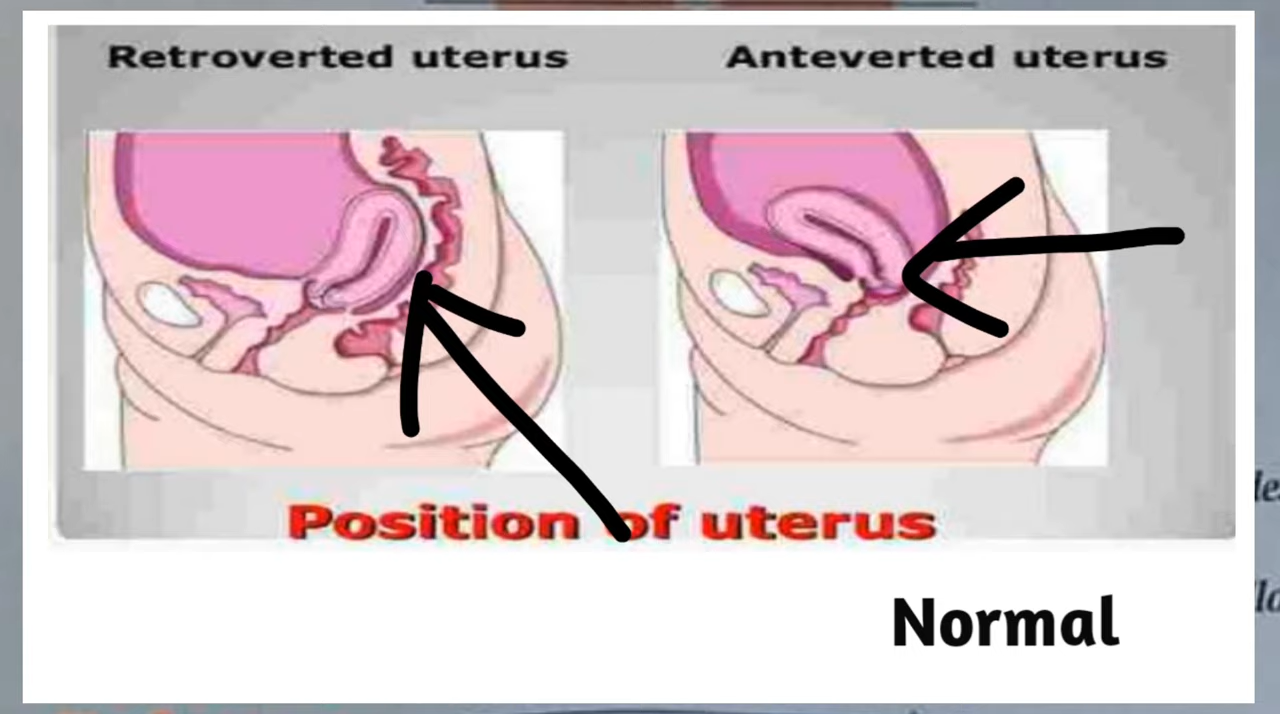 Retroverted uterus
Anteverted uterus
Position of uterus
Normal